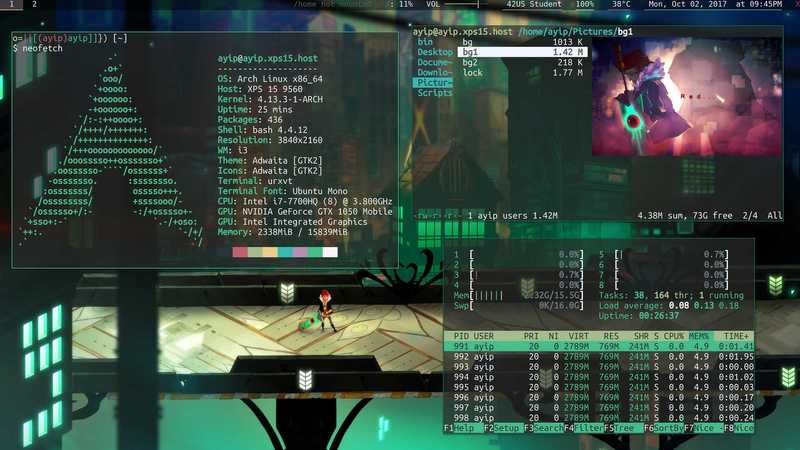 1 2 /home not mounted : 11% VOL 100% 42US Student 38°C Mon, Oct 02, 2017 at 09:45PM
o=||[(ayip)ayip]]}) [~]
$ neofetch
ayip@ayip.xps15.host
--------------------
OS: Arch Linux x86_64
Host: XPS 15 9560
Kernel: 4.13.3-1-ARCH
Uptime: 25 mins
Packages: 436
Shell: bash 4.4.12
Resolution: 3840x2160
WM: i3
Theme: Adwaita [GTK2]
Icons: Adwaita [GTK2]
Terminal: urxvt
Terminal Font: Ubuntu Mono
CPU: Intel i7-7700HQ (8) @ 3.800GHz
GPU: NVIDIA GeForce GTX 1050 Mobile
GPU: Intel Integrated Graphics
Memory: 2338MiB / 15839MiB
ayip@ayip.xps15.host /home/ayip/Pictures/bg1
bin bg 1013 K
Desktop bg1 1.42 M
Docume~ bg2 218 K
Downlo~ lock 1.77 M
Pictur~
Scripts
Red...
-rw-r--r-- 1 ayip users 1.42M 4.38M sum, 73G free 2/4 All
1 [ 0.0%] 5 [| 0.7%]
2 [ 0.0%] 6 [ 0.0%]
3 [| 0.7%] 7 [ 0.0%]
4 [ 0.0%] 8 [ 0.0%]
Mem[|||||| 2.32G/15.5G] Tasks: 38, 164 thr; 1 running
Swp[ 0K/16.0G] Load average: 0.08 0.13 0.18
Uptime: 00:26:37
PID USER PRI NI VIRT RES SHR S CPU% MEM% TIME+
991 ayip 20 0 2789M 769M 241M S 0.0 4.9 0:01.41
992 ayip 20 0 2789M 769M 241M S 0.0 4.9 0:01.95
993 ayip 20 0 2789M 769M 241M S 0.0 4.9 0:00.00
994 ayip 20 0 2789M 769M 241M S 0.0 4.9 0:01.02
995 ayip 20 0 2789M 769M 241M S 0.0 4.9 0:00.03
996 ayip 20 0 2789M 769M 241M S 0.0 4.9 0:00.17
997 ayip 20 0 2789M 769M 241M S 0.0 4.9 0:00.20
998 ayip 20 0 2789M 769M 241M S 0.0 4.9 0:00.24
F1Help F2Setup F3Search F4Filter F5Tree F6SortBy F7Nice - F8Nice